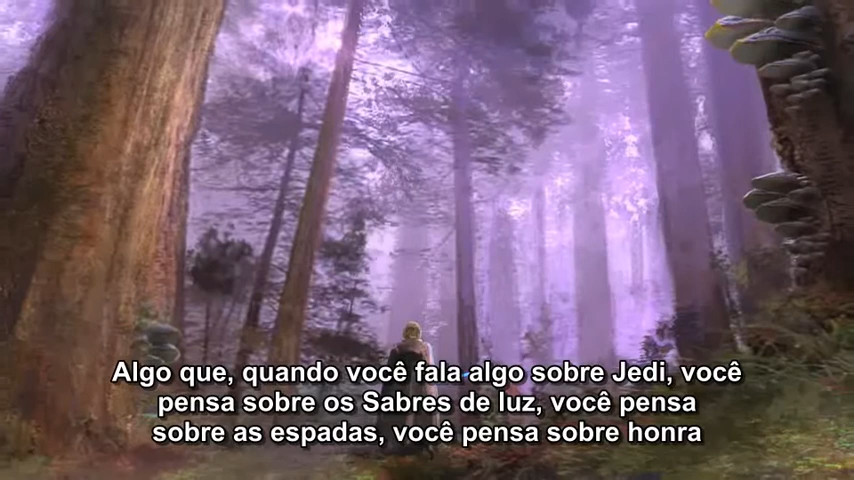 Algo que, quando você fala algo sobre Jedi, você
pensa sobre os Sabres de luz, você pensa
sobre as espadas, você pensa sobre honra